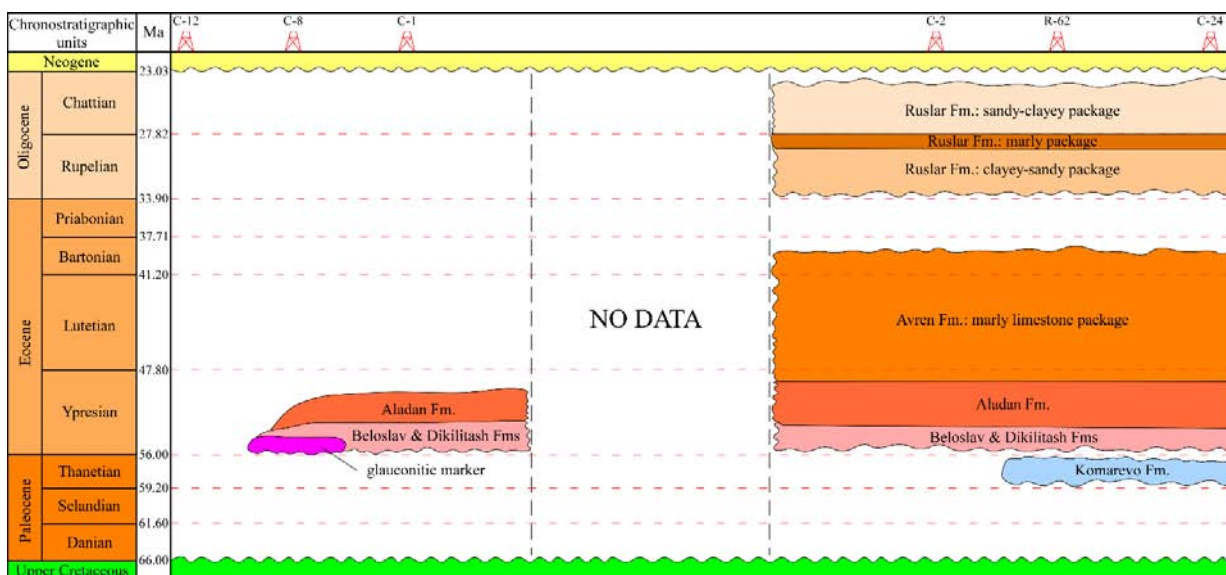 Chronostratigraphic
units
Ma
C-12
C-8
C-1
C-2
R-62
C-24
Neogene
23.03
Oligocene
Chattian
Ruslar Fm.: sandy-clayey package
27.82
Ruslar Fm.: marly package
Rupelian
Ruslar Fm.: clayey-sandy package
33.90
Eocene
Priabonian
37.71
Bartonian
41.20
Lutetian
NO DATA
Avren Fm.: marly limestone package
47.80
Ypresian
Aladan Fm.
Aladan Fm.
Beloslav & Dikilitash Fms
Beloslav & Dikilitash Fms
56.00
glauconitic marker
Paleocene
Thanetian
Komarevo Fm.
59.20
Selandian
61.60
Danian
66.00
Upper Cretaceous